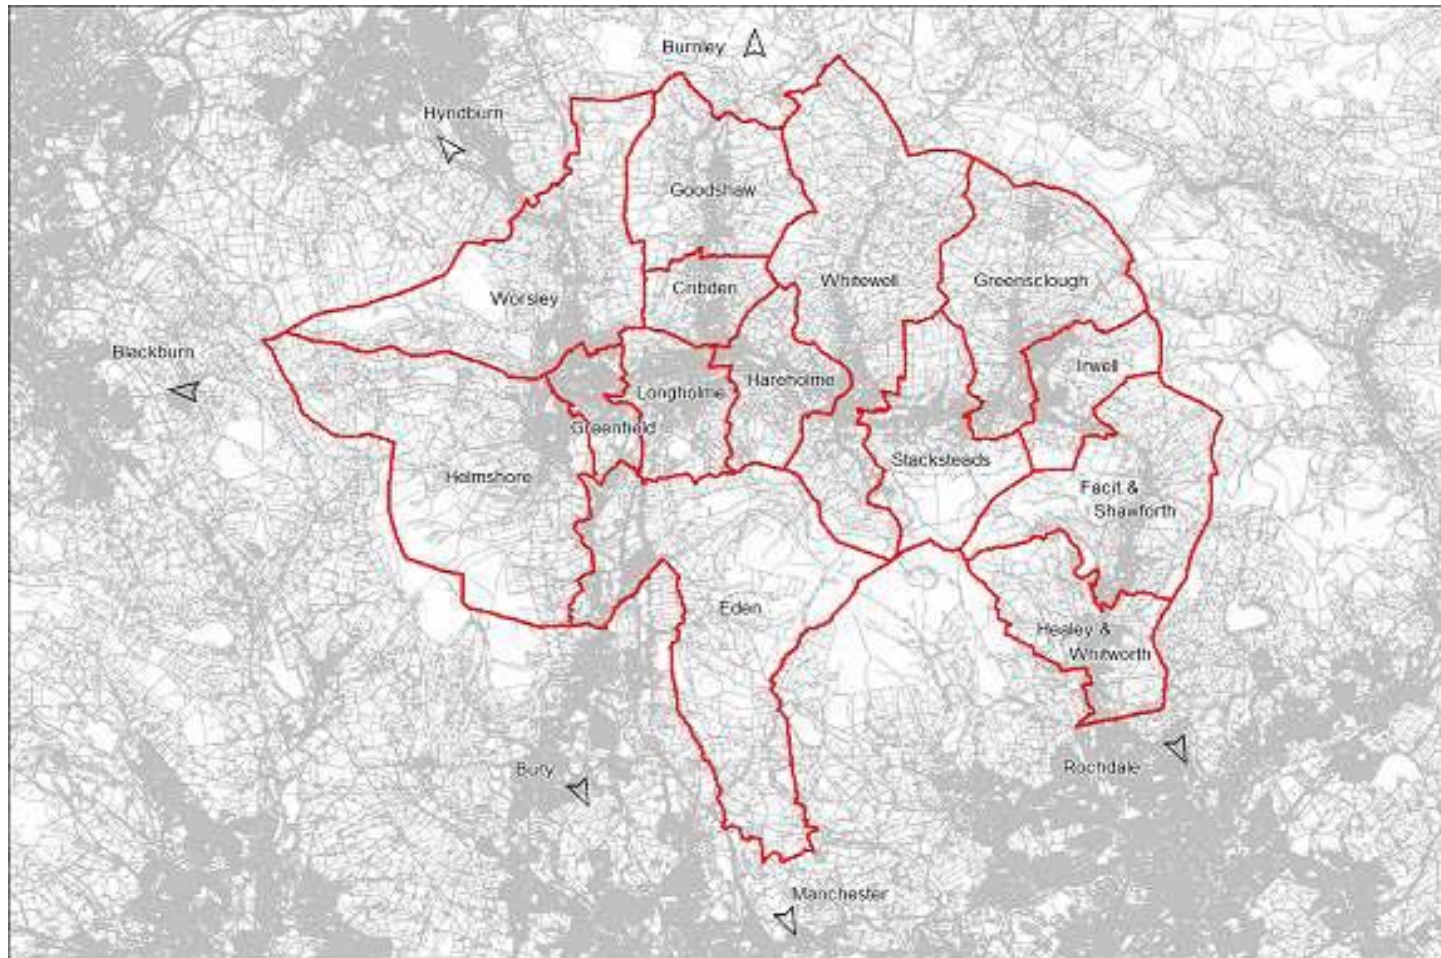 Burnley
Hyndburn
Goodshaw
Worsley
Cribden
Whitewell
Greensclough
Blackburn
Irwell
Longholme
Hareholme
Greenfield
Helmshore
Stacksteads
Facit &
Shawforth
Eden
Healey &
Whitworth
Bury
Rochdale
Manchester